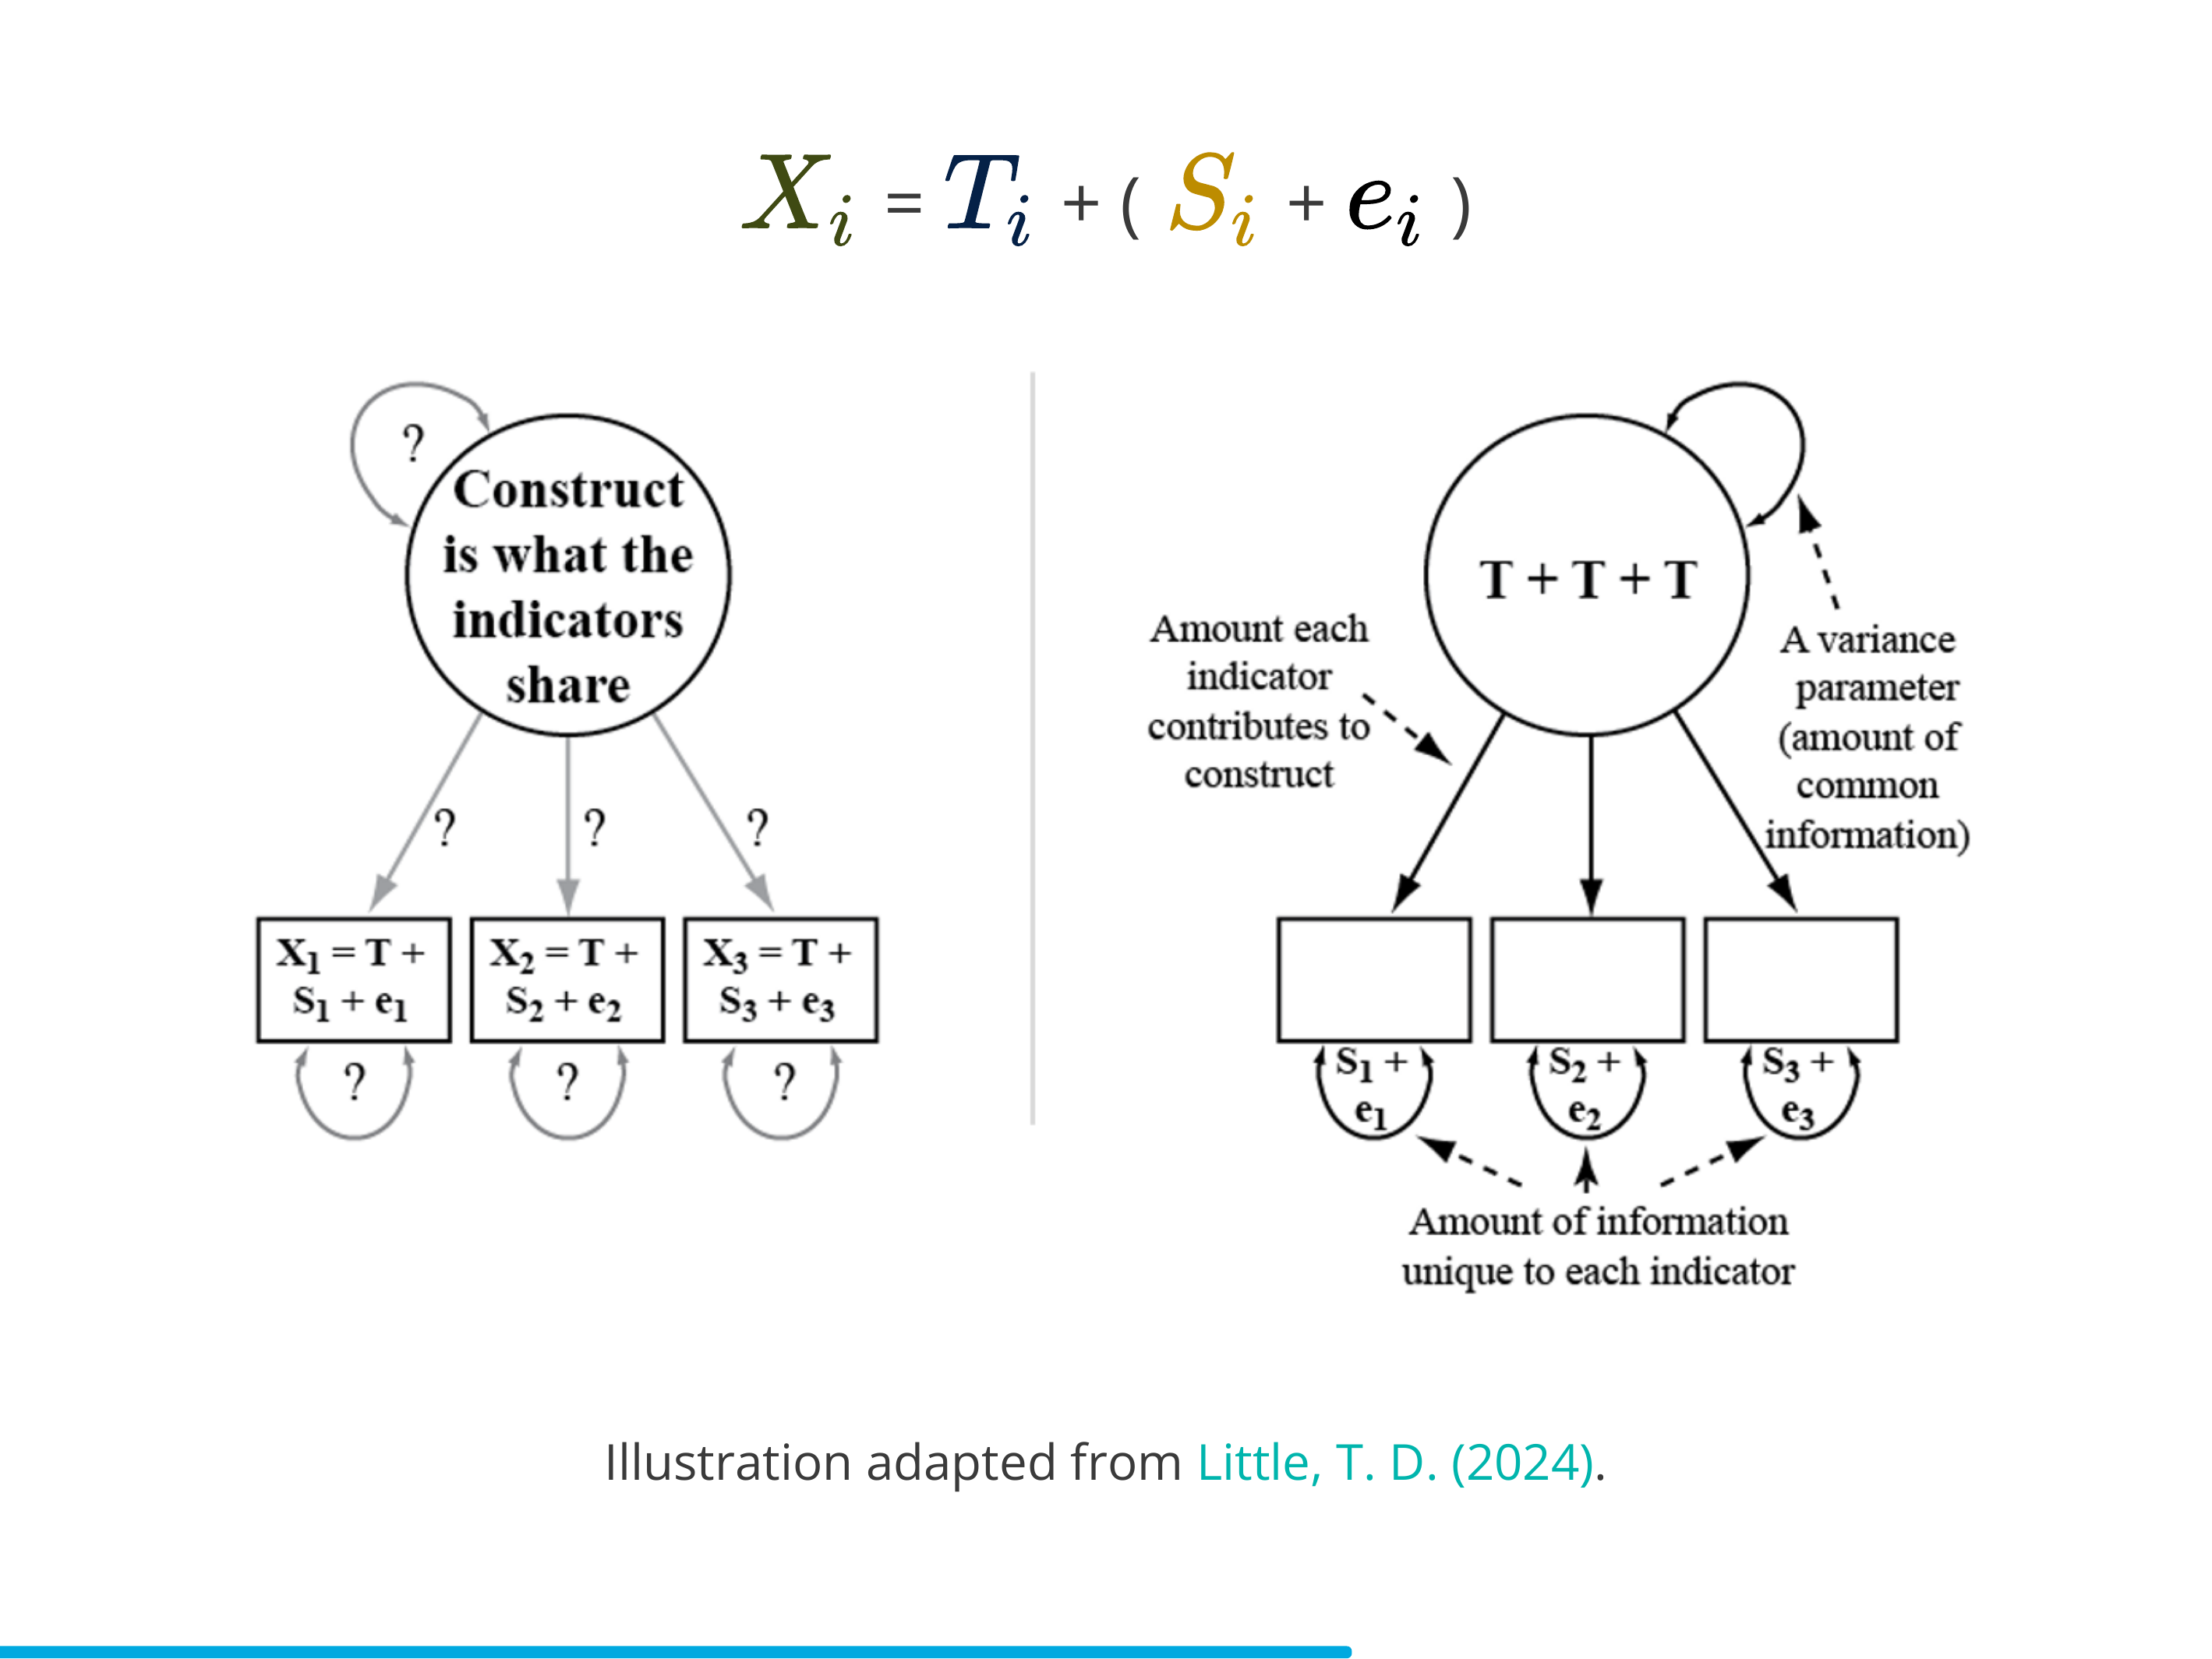 Xᵢ = Tᵢ + ( Sᵢ + eᵢ )
?
Construct
is what the
indicators
share
? ? ?
X₁ = T +
S₁ + e₁
X₂ = T +
S₂ + e₂
X₃ = T +
S₃ + e₃
? ? ?
T + T + T
Amount each
indicator
contributes to
construct
A variance
parameter
(amount of
common
information)
S₁ +
e₁
S₂ +
e₂
S₃ +
e₃
Amount of information
unique to each indicator
Illustration adapted from Little, T. D. (2024).